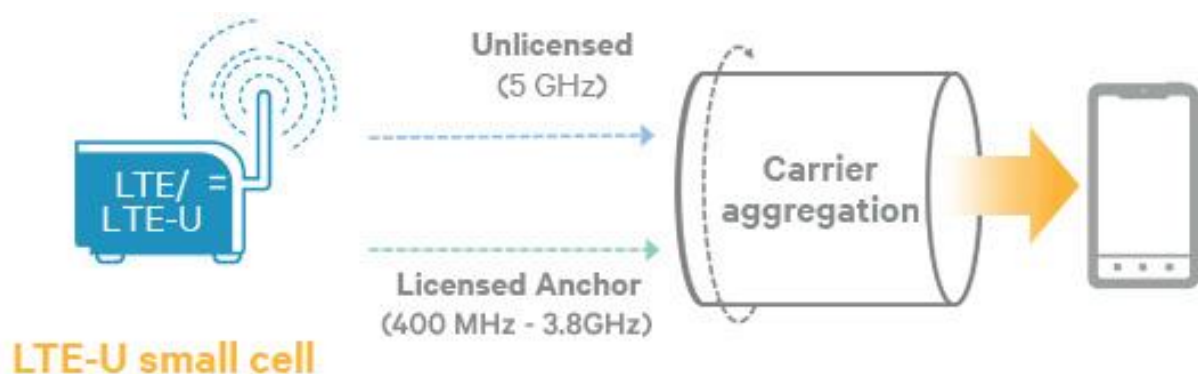 Unlicensed
(5 GHz)
LTE/
LTE-U
Carrier
aggregation
Licensed Anchor
(400 MHz - 3.8GHz)
LTE-U small cell